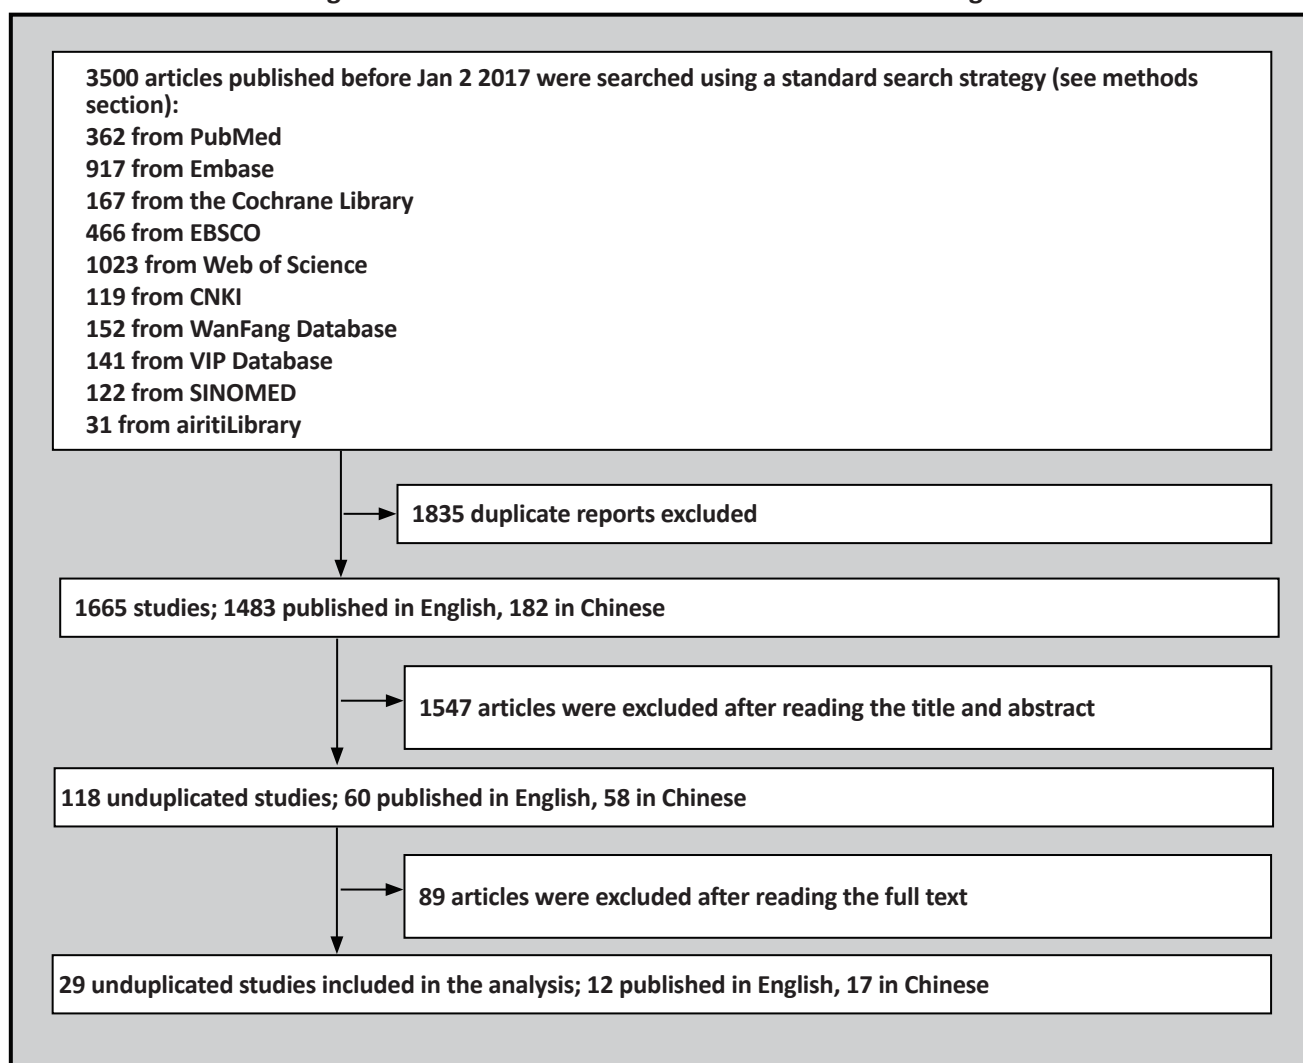 3500 articles published before Jan 2 2017 were searched using a standard search strategy (see methods
section):
362 from PubMed
917 from Embase
167 from the Cochrane Library
466 from EBSCO
1023 from Web of Science
119 from CNKI
152 from WanFang Database
141 from VIP Database
122 from SINOMED
31 from airitiLibrary
1835 duplicate reports excluded
1665 studies; 1483 published in English, 182 in Chinese
1547 articles were excluded after reading the title and abstract
118 unduplicated studies; 60 published in English, 58 in Chinese
89 articles were excluded after reading the full text
29 unduplicated studies included in the analysis; 12 published in English, 17 in Chinese